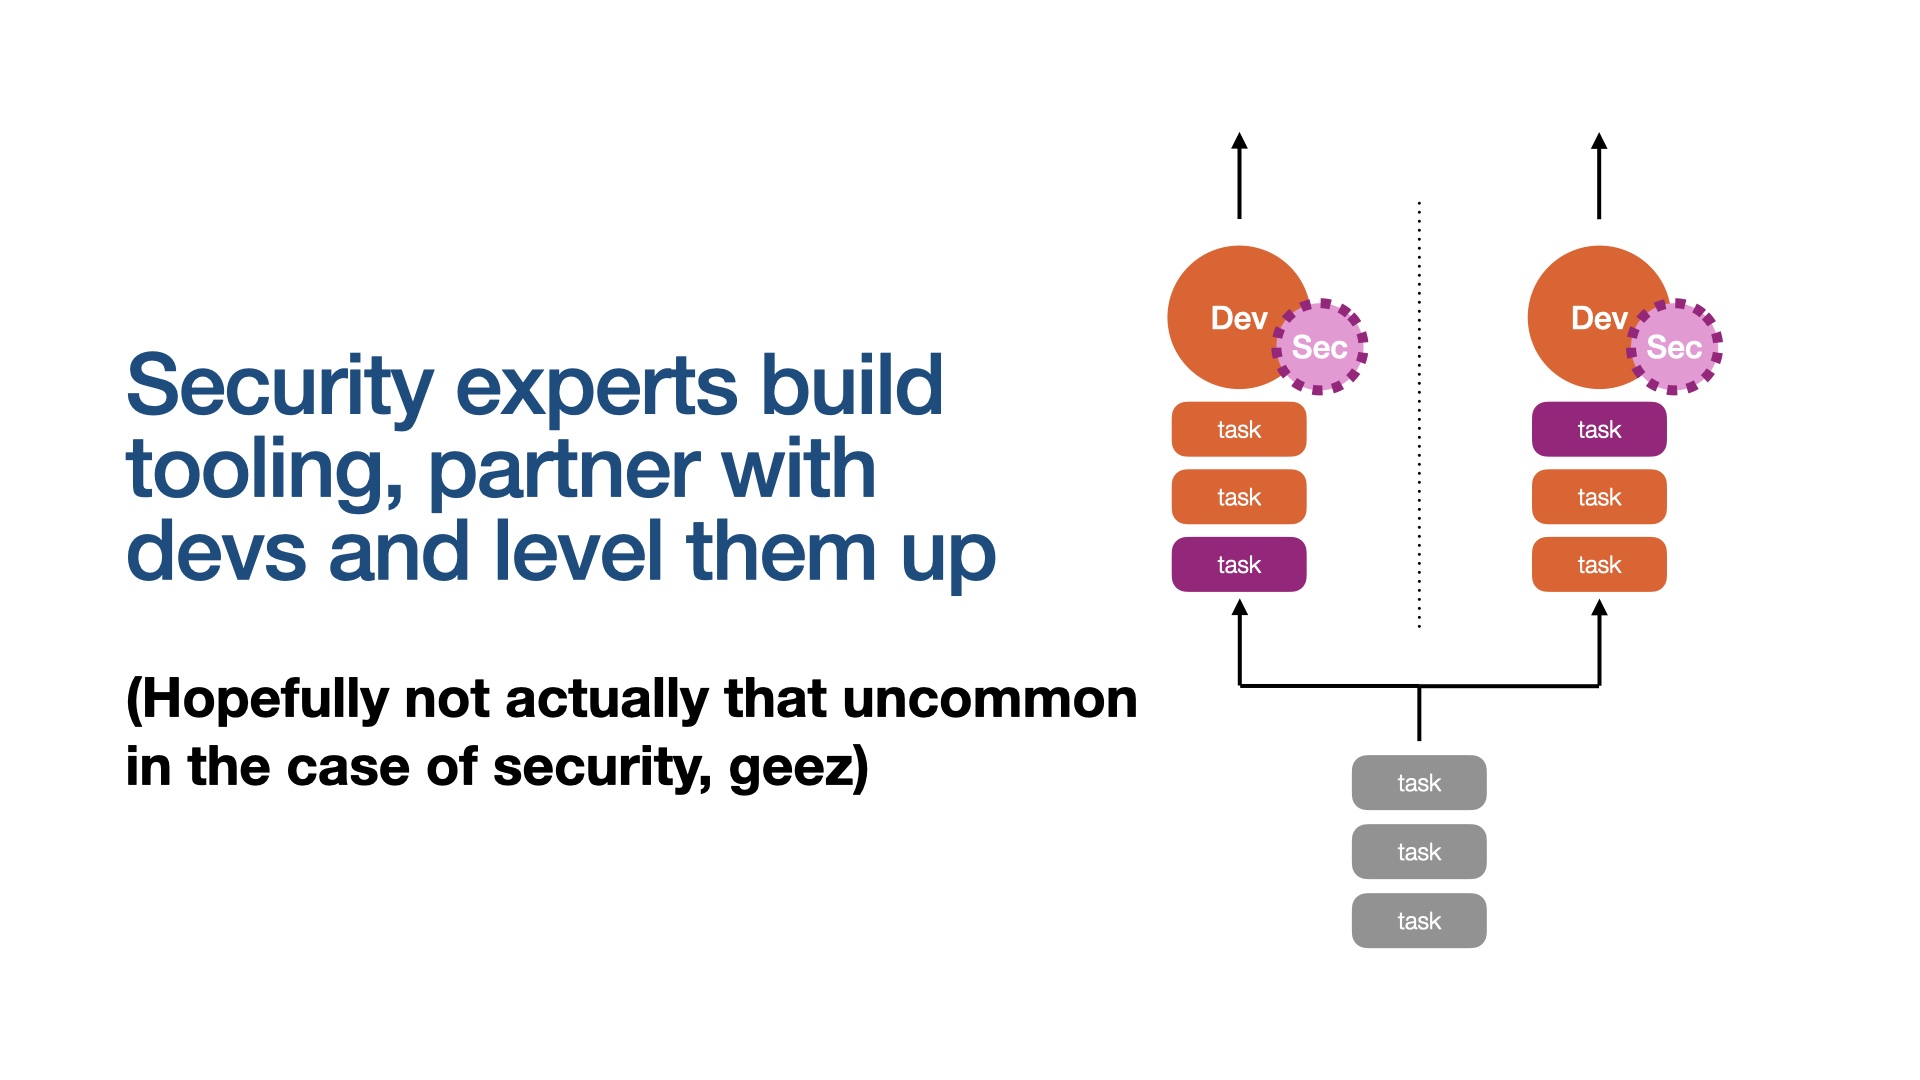 Security experts build
tooling, partner with
devs and level them up
(Hopefully not actually that uncommon
in the case of security, geez)
Dev
Sec
task
task
task
Dev
Sec
task
task
task
task
task
task